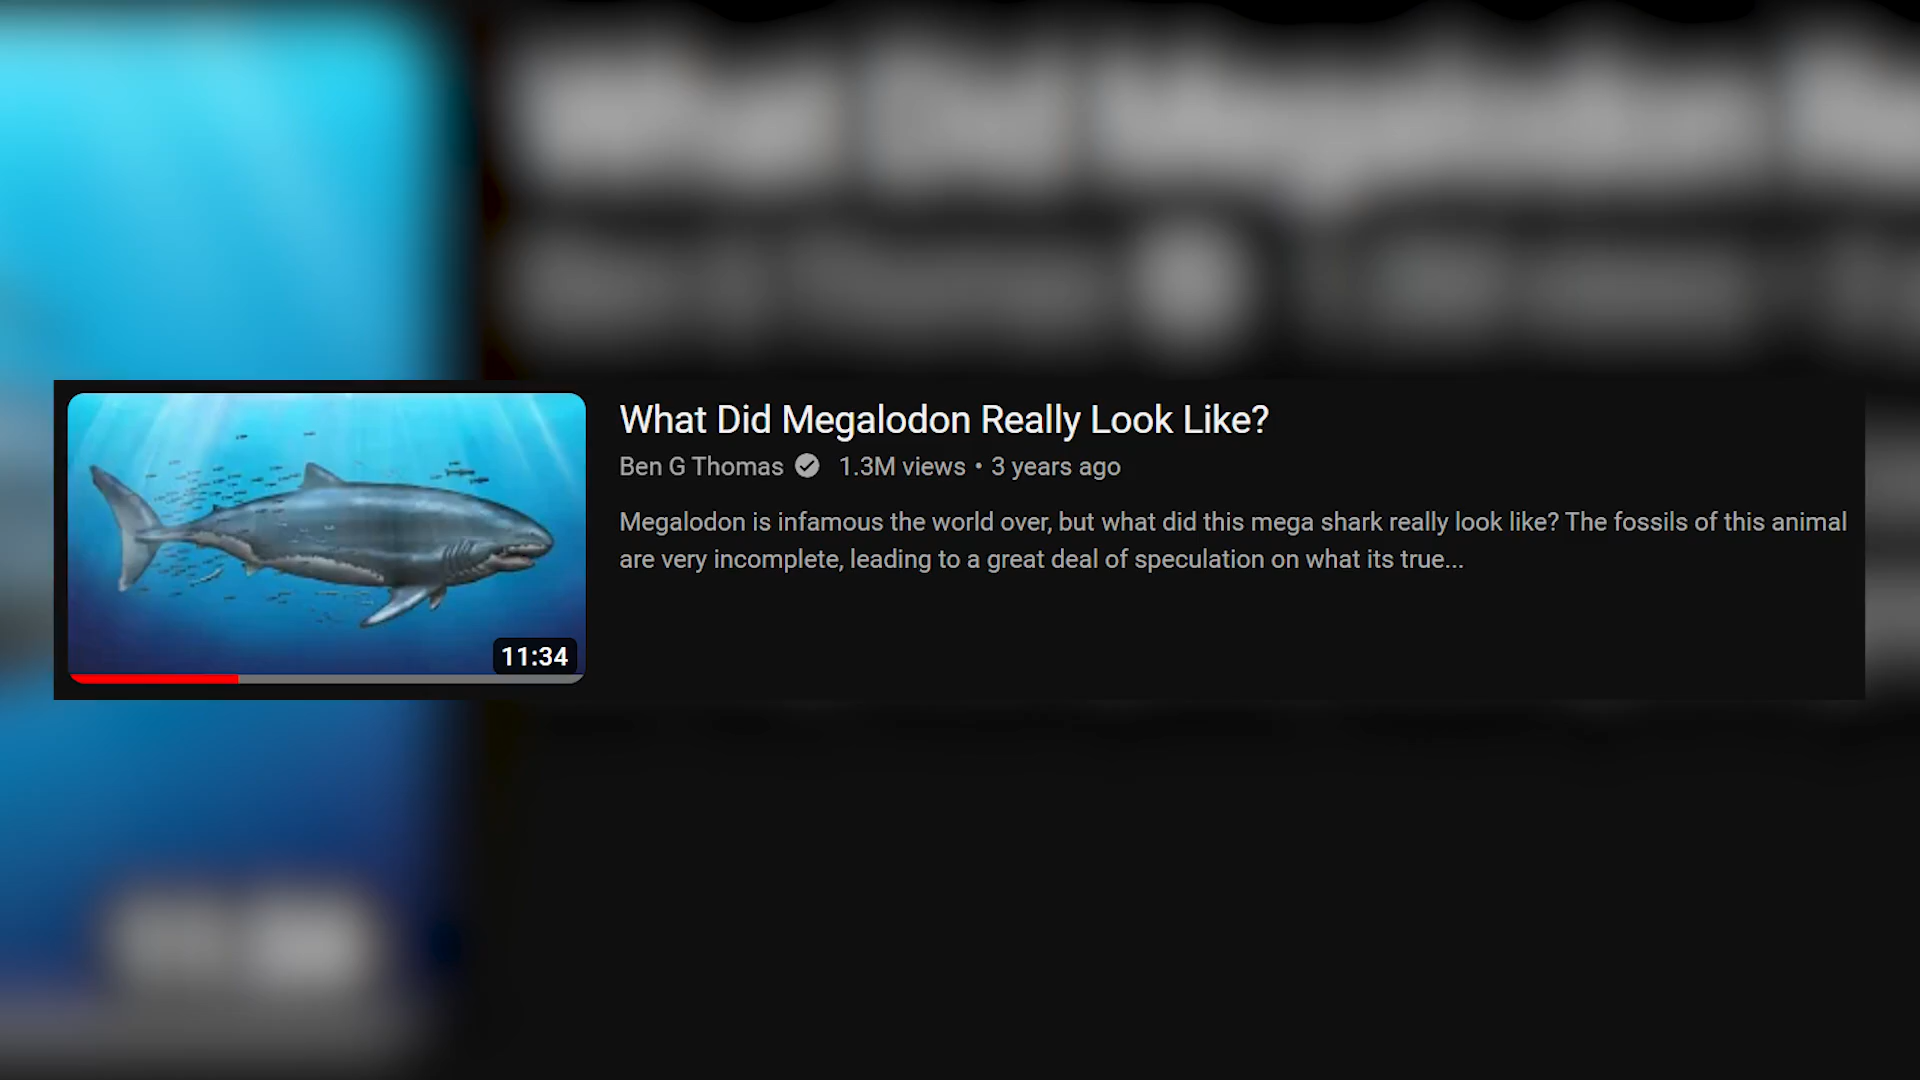 What Did Megalodon Really Look Like?
Ben G Thomas 1.3M views • 3 years ago
Megalodon is infamous the world over, but what did this mega shark really look like? The fossils of this animal
are very incomplete, leading to a great deal of speculation on what its true...
11:34